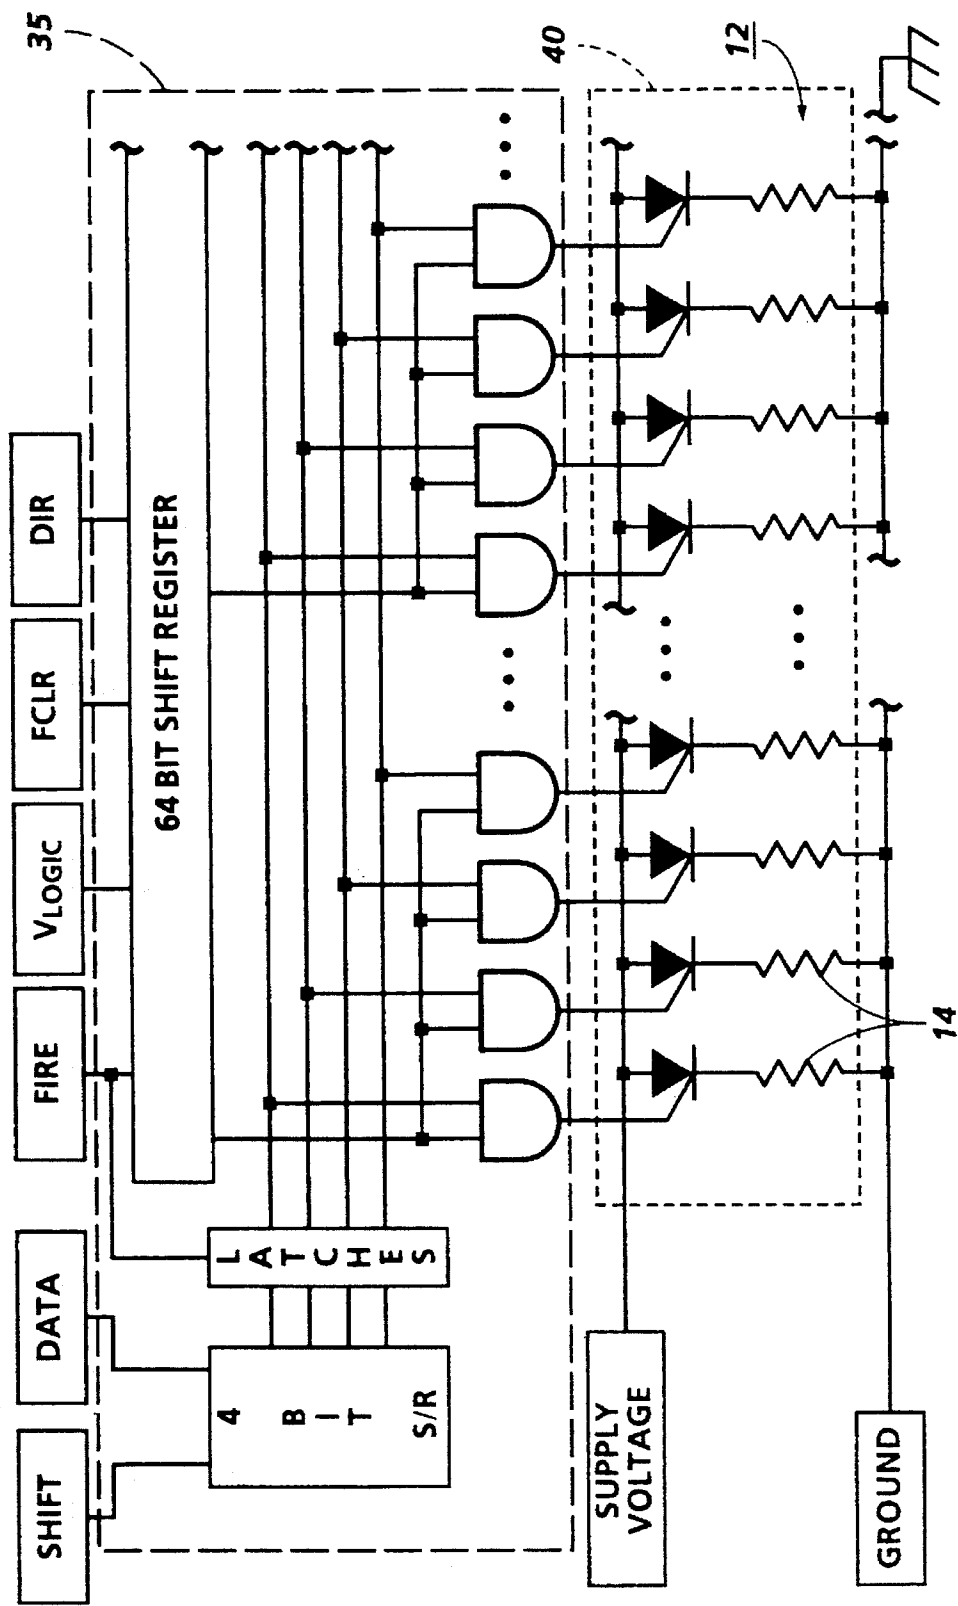 SHIFT
DATA
FIRE
VLOGIC
FCLR
DIR
35
64 BIT SHIFT REGISTER
4 BIT S/R
LATCHES
40
12
SUPPLY
VOLTAGE
14
GROUND